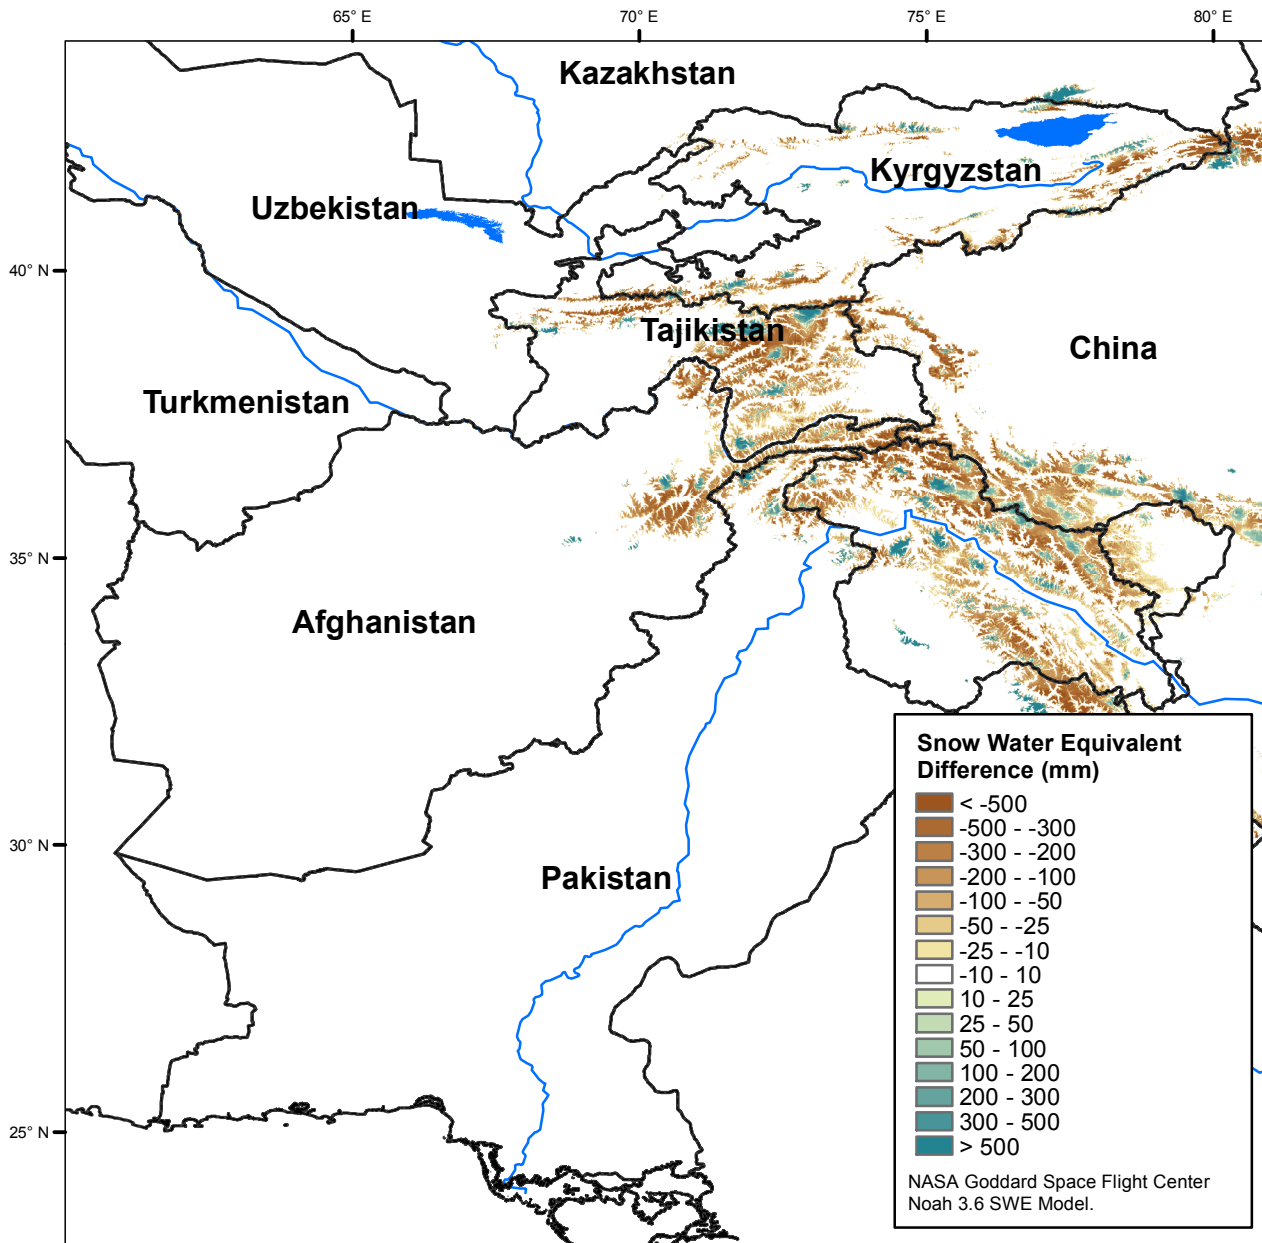 65° E
70° E
75° E
80° E
Kazakhstan
Kyrgyzstan
Uzbekistan
40° N
Tajikistan
China
Turkmenistan
35° N
Afghanistan
30° N
Pakistan
25° N
Snow Water Equivalent
Difference (mm)
< -500
-500 - -300
-300 - -200
-200 - -100
-100 - -50
-50 - -25
-25 - -10
-10 - 10
10 - 25
25 - 50
50 - 100
100 - 200
200 - 300
300 - 500
> 500
NASA Goddard Space Flight Center
Noah 3.6 SWE Model.